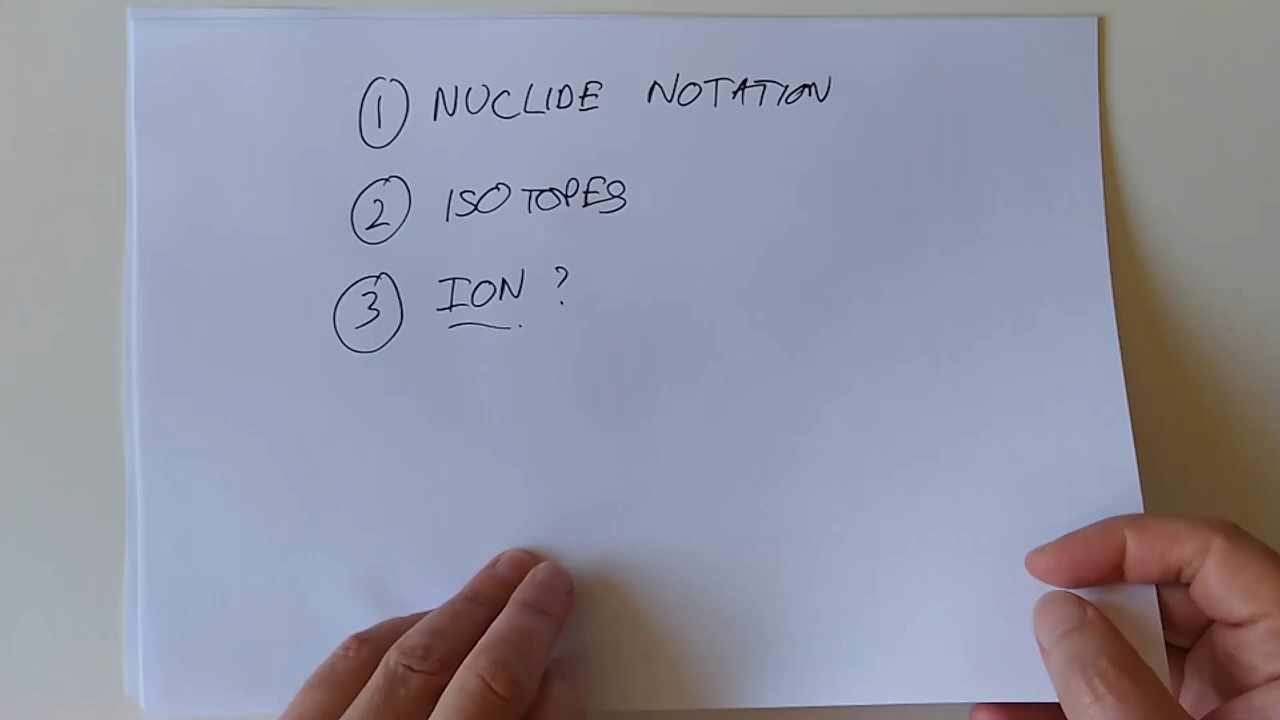 ① NUCLIDE NOTATION
② ISOTOPES
③ ION ?